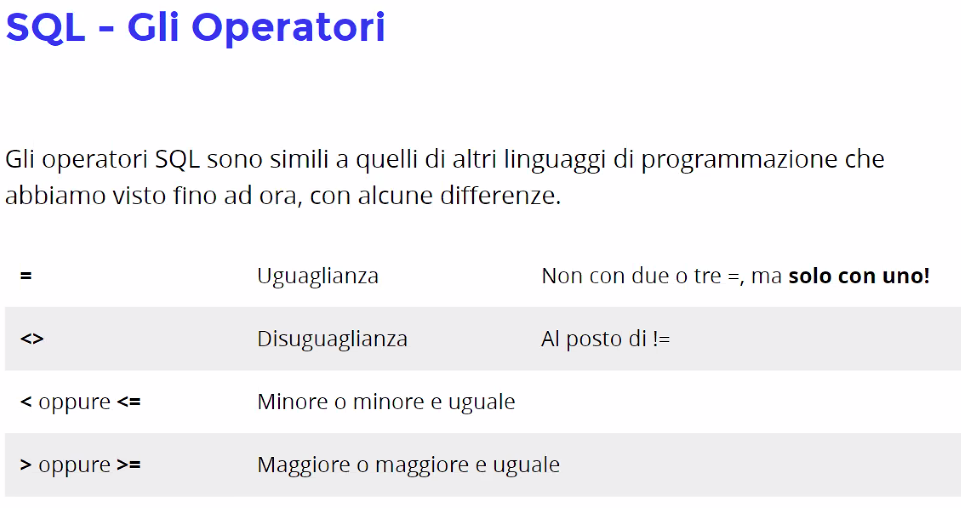 SQL - Gli Operatori
Gli operatori SQL sono simili a quelli di altri linguaggi di programmazione che
abbiamo visto fino ad ora, con alcune differenze.
= Uguaglianza Non con due o tre =, ma solo con uno!
<> Disuguaglianza Al posto di !=
< oppure <= Minore o minore e uguale
> oppure >= Maggiore o maggiore e uguale